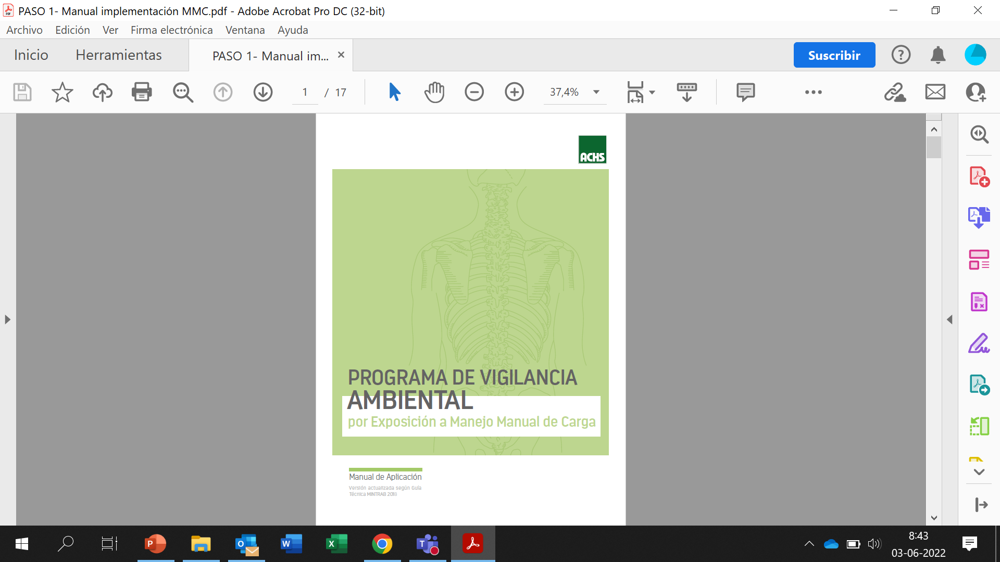 PASO 1- Manual implementación MMC.pdf - Adobe Acrobat Pro DC (32-bit)
Archivo Edición Ver Firma electrónica Ventana Ayuda
Inicio Herramientas PASO 1- Manual im... Suscribir
1 / 17 37,4%
ACHS
PROGRAMA DE VIGILANCIA
AMBIENTAL
por Exposición a Manejo Manual de Carga
Manual de Aplicación
Versión actualizada según Guía
Técnica MINTRAB 2018
8:43
03-06-2022